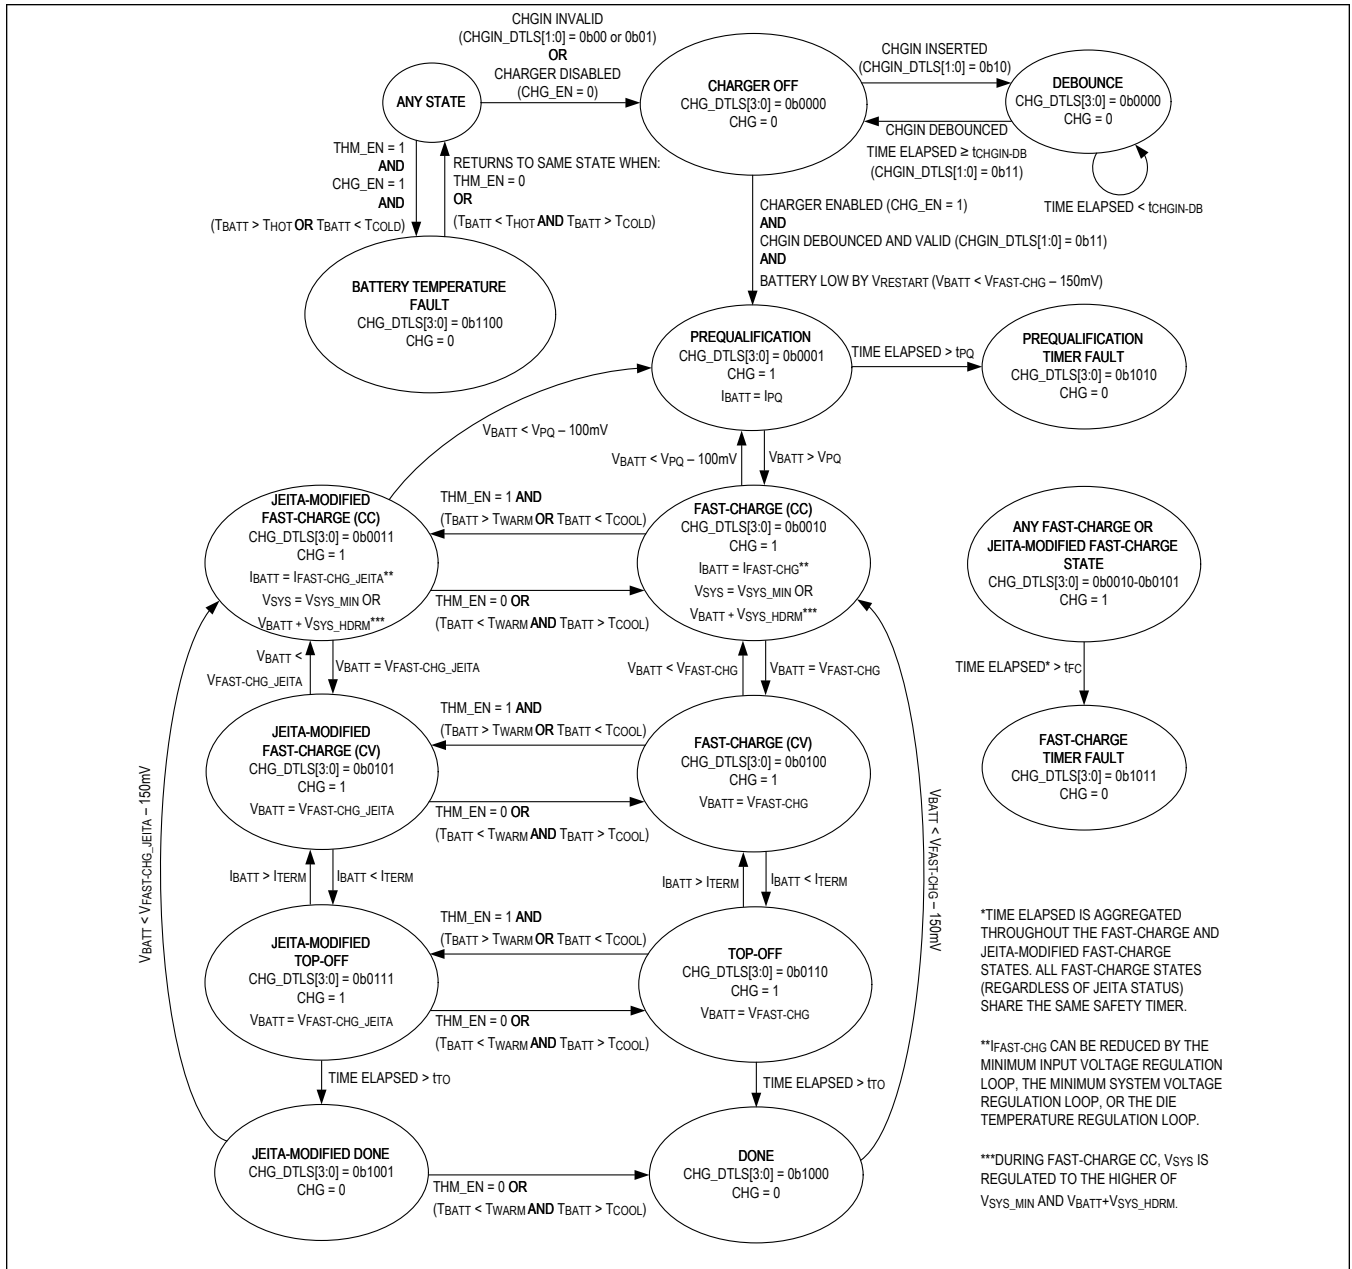 CHGIN INVALID
(CHGIN_DTLS[1:0] = 0b00 or 0b01)
OR
CHARGER DISABLED
(CHG_EN = 0)
ANY STATE
CHARGER OFF
CHG_DTLS[3:0] = 0b0000
CHG = 0
CHGIN INSERTED
(CHGIN_DTLS[1:0] = 0b10)
DEBOUNCE
CHG_DTLS[3:0] = 0b0000
CHG = 0
CHGIN DEBOUNCED
TIME ELAPSED ≥ tCHGIN-DB
(CHGIN_DTLS[1:0] = 0b11)
TIME ELAPSED < tCHGIN-DB
THM_EN = 1
AND
CHG_EN = 1
AND
(TBATT > THOT OR TBATT < TCOLD)
RETURNS TO SAME STATE WHEN:
THM_EN = 0
OR
(TBATT < THOT AND TBATT > TCOLD)
CHARGER ENABLED (CHG_EN = 1)
AND
CHGIN DEBOUNCED AND VALID (CHGIN_DTLS[1:0] = 0b11)
AND
BATTERY LOW BY VRESTART (VBATT < VFAST-CHG – 150mV)
BATTERY TEMPERATURE
FAULT
CHG_DTLS[3:0] = 0b1100
CHG = 0
PREQUALIFICATION
CHG_DTLS[3:0] = 0b0001
CHG = 1
IBATT = IPQ
TIME ELAPSED > tPQ
PREQUALIFICATION
TIMER FAULT
CHG_DTLS[3:0] = 0b1010
CHG = 0
VBATT < VPQ – 100mV
VBATT < VPQ – 100mV
VBATT > VPQ
JEITA-MODIFIED
FAST-CHARGE (CC)
CHG_DTLS[3:0] = 0b0011
CHG = 1
IBATT = IFAST-CHG_JEITA**
VSYS = VSYS_MIN OR
VBATT + VSYS_HDRM***
THM_EN = 1 AND
(TBATT > TWARM OR TBATT < TCOOL)
THM_EN = 0 OR
(TBATT < TWARM AND TBATT > TCOOL)
FAST-CHARGE (CC)
CHG_DTLS[3:0] = 0b0010
CHG = 1
IBATT = IFAST-CHG**
VSYS = VSYS_MIN OR
VBATT + VSYS_HDRM***
ANY FAST-CHARGE OR
JEITA-MODIFIED FAST-CHARGE
STATE
CHG_DTLS[3:0] = 0b0010-0b0101
CHG = 1
VBATT <
VFAST-CHG_JEITA
VBATT = VFAST-CHG_JEITA
VBATT < VFAST-CHG
VBATT = VFAST-CHG
TIME ELAPSED* > tFC
JEITA-MODIFIED
FAST-CHARGE (CV)
CHG_DTLS[3:0] = 0b0101
CHG = 1
VBATT = VFAST-CHG_JEITA
THM_EN = 1 AND
(TBATT > TWARM OR TBATT < TCOOL)
THM_EN = 0 OR
(TBATT < TWARM AND TBATT > TCOOL)
FAST-CHARGE (CV)
CHG_DTLS[3:0] = 0b0100
CHG = 1
VBATT = VFAST-CHG
FAST-CHARGE
TIMER FAULT
CHG_DTLS[3:0] = 0b1011
CHG = 0
VBATT < VFAST-CHG_JEITA – 150mV
VBATT < VFAST-CHG – 150mV
IBATT > ITERM
IBATT < ITERM
IBATT > ITERM
IBATT < ITERM
JEITA-MODIFIED
TOP-OFF
CHG_DTLS[3:0] = 0b0111
CHG = 1
VBATT = VFAST-CHG_JEITA
THM_EN = 1 AND
(TBATT > TWARM OR TBATT < TCOOL)
THM_EN = 0 OR
(TBATT < TWARM AND TBATT > TCOOL)
TOP-OFF
CHG_DTLS[3:0] = 0b0110
CHG = 1
VBATT = VFAST-CHG
TIME ELAPSED > tTO
TIME ELAPSED > tTO
JEITA-MODIFIED DONE
CHG_DTLS[3:0] = 0b1001
CHG = 0
THM_EN = 0 OR
(TBATT < TWARM AND TBATT > TCOOL)
DONE
CHG_DTLS[3:0] = 0b1000
CHG = 0
*TIME ELAPSED IS AGGREGATED
THROUGHOUT THE FAST-CHARGE AND
JEITA-MODIFIED FAST-CHARGE
STATES. ALL FAST-CHARGE STATES
(REGARDLESS OF JEITA STATUS)
SHARE THE SAME SAFETY TIMER.
**IFAST-CHG CAN BE REDUCED BY THE
MINIMUM INPUT VOLTAGE REGULATION
LOOP, THE MINIMUM SYSTEM VOLTAGE
REGULATION LOOP, OR THE DIE
TEMPERATURE REGULATION LOOP.
***DURING FAST-CHARGE CC, VSYS IS
REGULATED TO THE HIGHER OF
VSYS_MIN AND VBATT+VSYS_HDRM.